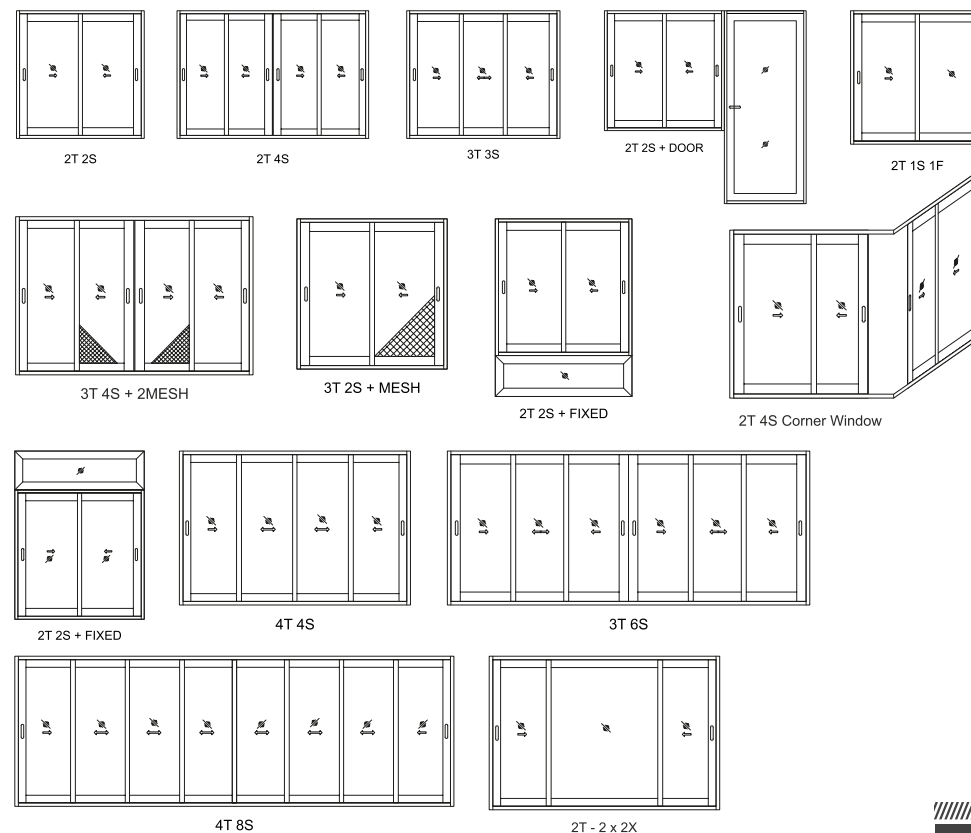 2T 2S
2T 4S
3T 3S
2T 2S + DOOR
2T 1S 1F
3T 4S + 2MESH
3T 2S + MESH
2T 2S + FIXED
2T 4S Corner Window
2T 2S + FIXED
4T 4S
3T 6S
4T 8S
2T - 2 x 2X